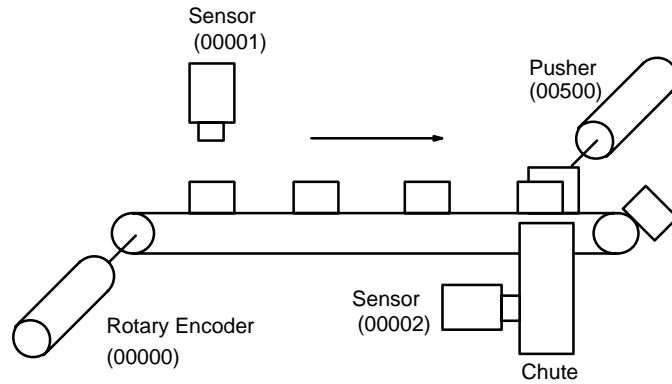 Sensor
(00001)
Pusher
(00500)
Sensor
(00002)
Rotary Encoder
(00000)
Chute